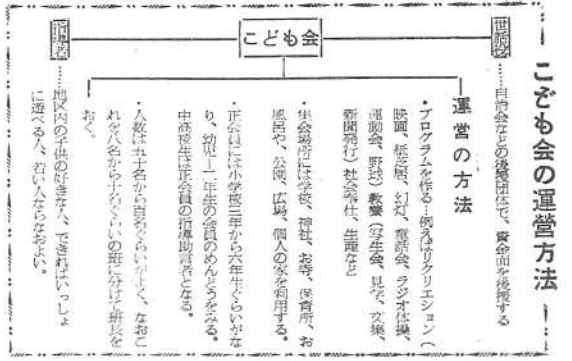 こども会の運営方法
世話役
……自治会などの後援団体で、資金面を後援する
こども会
指導者
……地区内の子供の好きな人、できればいっしょ
に遊べる人、若い人ならなおよい。
運営の方法
・プログラムを作る…例えばリクリエション(
映画、紙芝居、幻灯、童話会、ラジオ体操、
運動会、野球)教養(写生会、見学、文集、
新聞発行)社会奉仕、生産など
・集会場所には学校、神社、お寺、保育所、お
風呂や、公園、広場、個人の家を利用する。
・正会員には小学校三年から六年生くらいがな
り、幼児―二年生の会員のめんどうをみる。
中高校生は正会員の指導助言者となる。
・人数は五十名から百名ぐらいがよく、なおこ
れを八名から十名ぐらいの班に分けて班長を
おく。